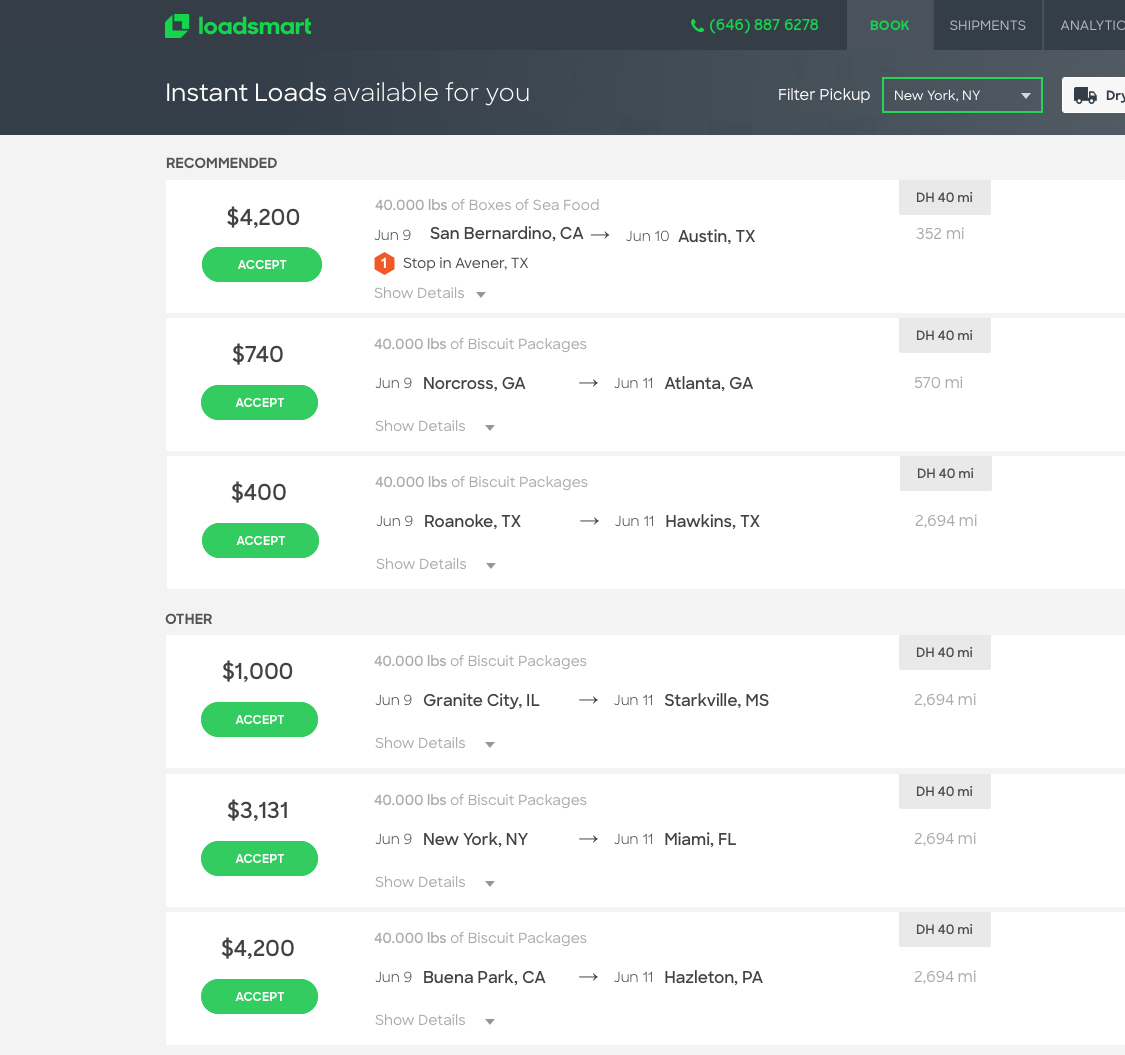 loadsmart
(646) 887 6278
BOOK
SHIPMENTS
ANALYTIC
Instant Loads available for you
Filter Pickup
New York, NY
Dry
RECOMMENDED
$4,200
ACCEPT
40.000 lbs of Boxes of Sea Food
Jun 9 San Bernardino, CA → Jun 10 Austin, TX
1 Stop in Avener, TX
Show Details
DH 40 mi
352 mi
$740
ACCEPT
40.000 lbs of Biscuit Packages
Jun 9 Norcross, GA → Jun 11 Atlanta, GA
Show Details
DH 40 mi
570 mi
$400
ACCEPT
40.000 lbs of Biscuit Packages
Jun 9 Roanoke, TX → Jun 11 Hawkins, TX
Show Details
DH 40 mi
2,694 mi
OTHER
$1,000
ACCEPT
40.000 lbs of Biscuit Packages
Jun 9 Granite City, IL → Jun 11 Starkville, MS
Show Details
DH 40 mi
2,694 mi
$3,131
ACCEPT
40.000 lbs of Biscuit Packages
Jun 9 New York, NY → Jun 11 Miami, FL
Show Details
DH 40 mi
2,694 mi
$4,200
ACCEPT
40.000 lbs of Biscuit Packages
Jun 9 Buena Park, CA → Jun 11 Hazleton, PA
Show Details
DH 40 mi
2,694 mi